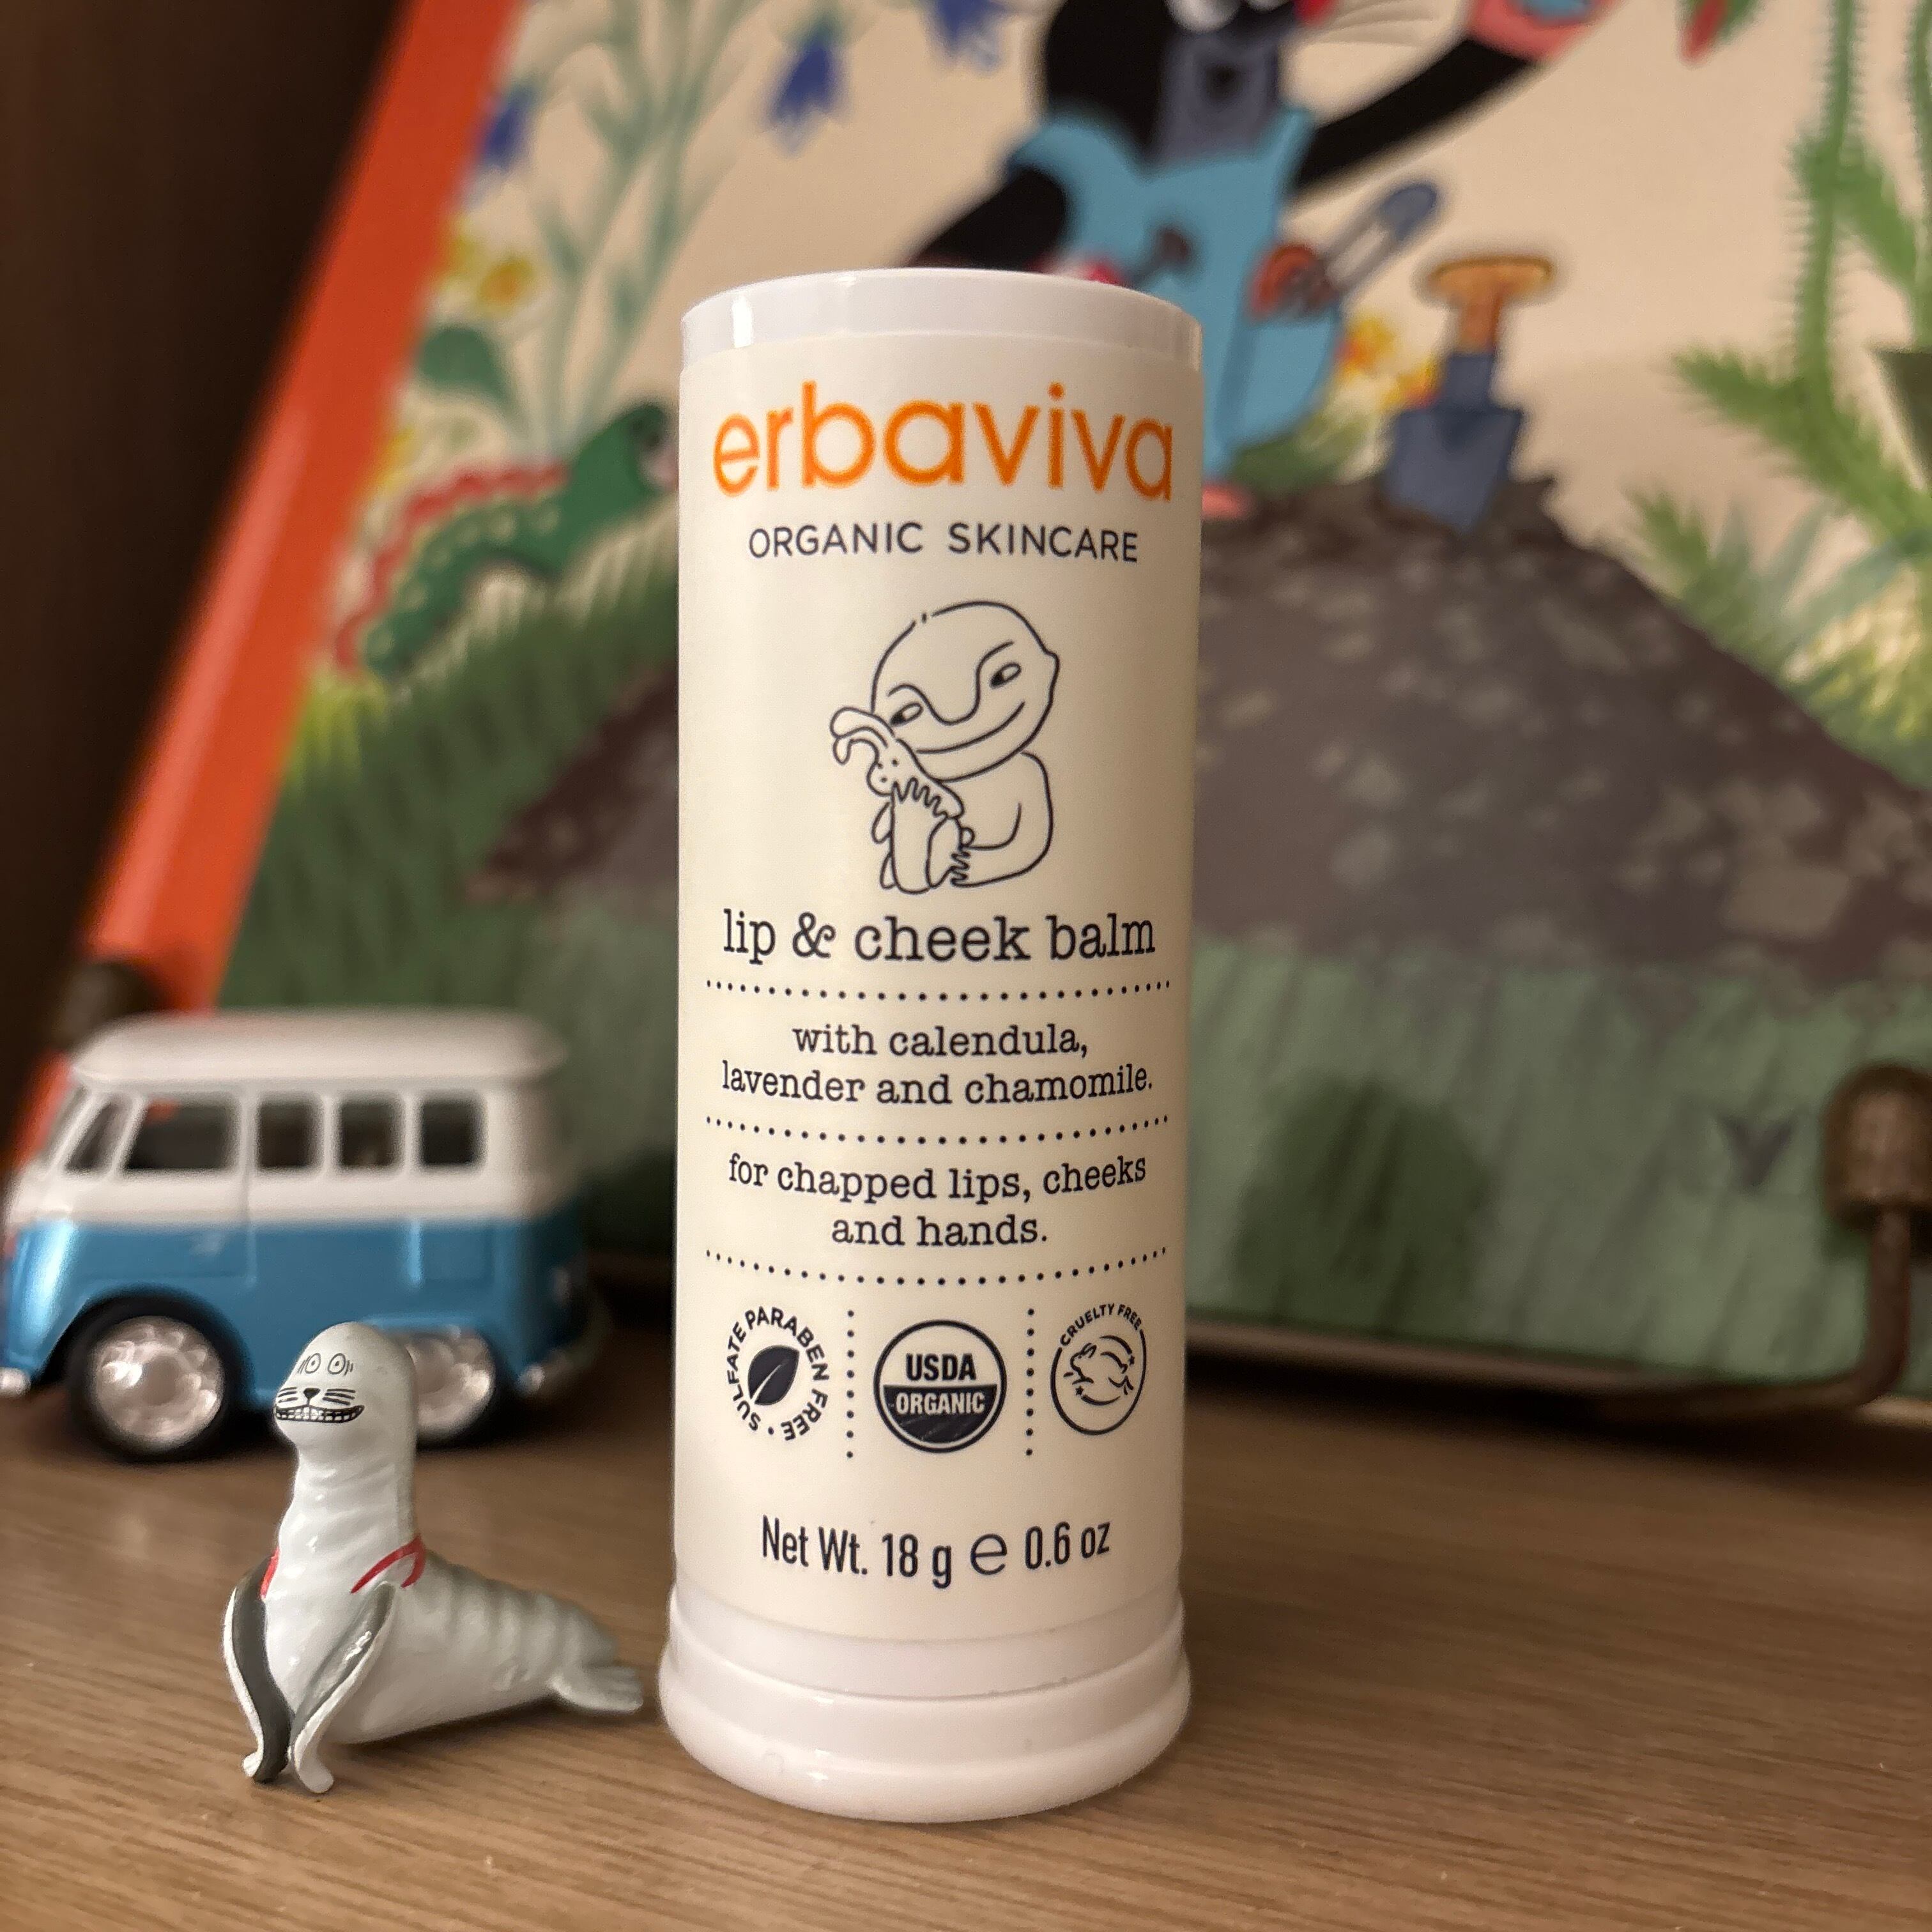 erbaviva
ORGANIC SKINCARE
lip & cheek balm
with calendula,
lavender and chamomile.
for chapped lips, cheeks
and hands.
SULFATE PARABEN FREE •
USDA
ORGANIC
CRUELTY FREE
Net Wt. 18 g e 0.6 oz